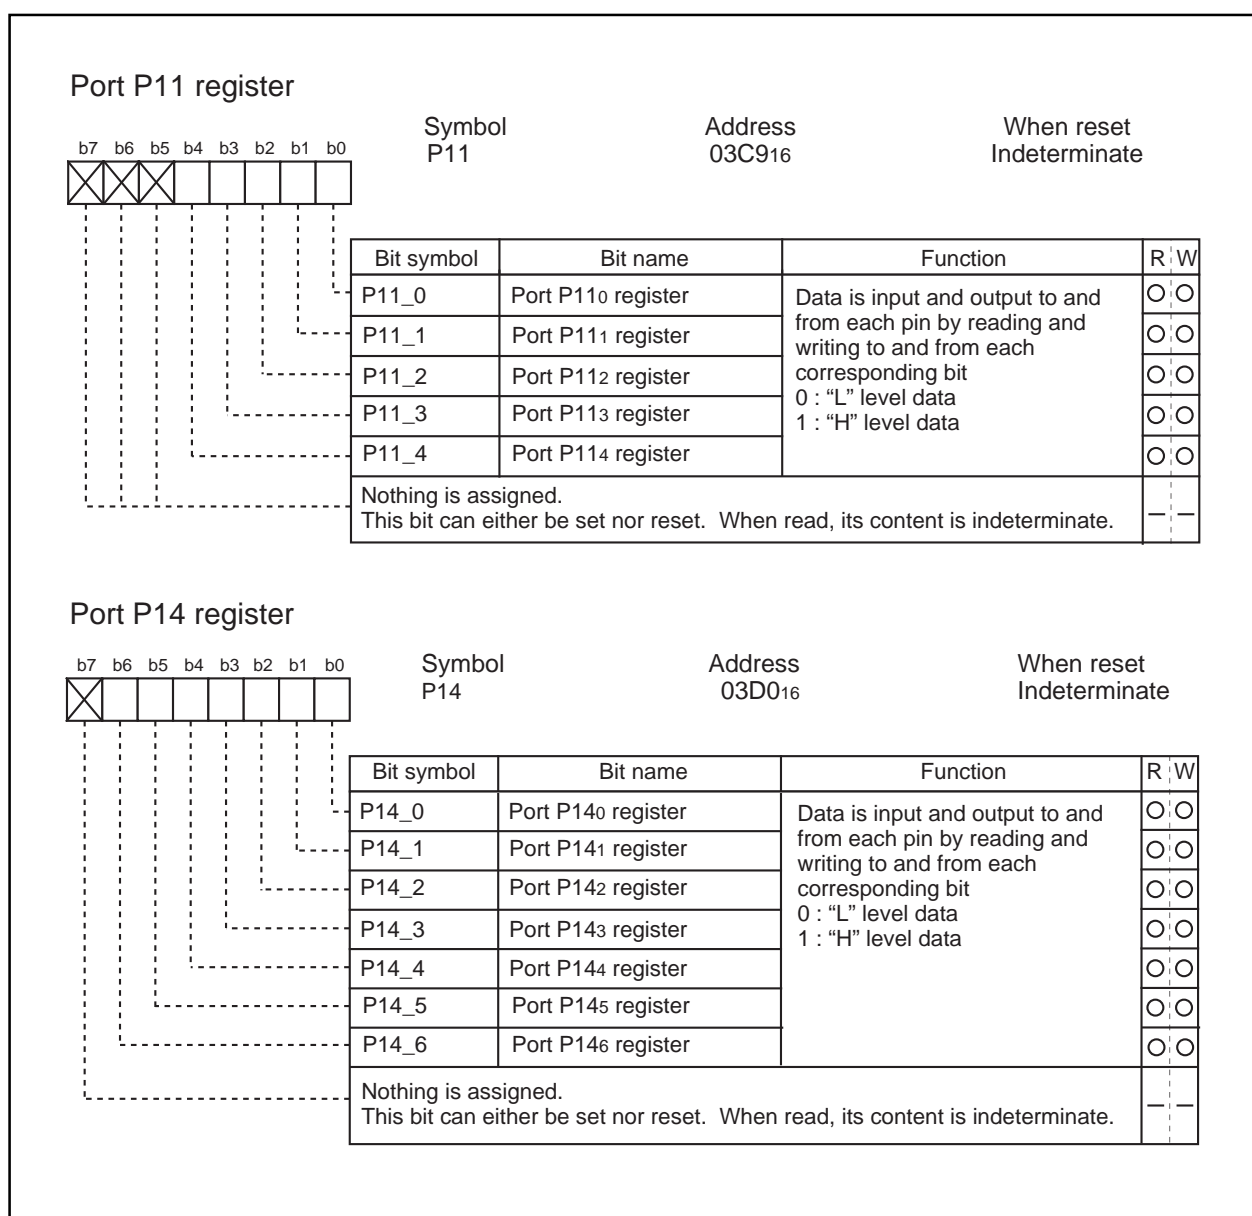 Port P11 register
Symbol Address When reset
b7 b6 b5 b4 b3 b2 b1 b0 P11 03C916 Indeterminate
Bit symbol Bit name Function R W
P11_0 Port P110 register Data is input and output to and
from each pin by reading and
P11_1 Port P111 register writing to and from each
P11_2 Port P112 register corresponding bit
0 : “L” level data
P11_3 Port P113 register 1 : “H” level data
P11_4 Port P114 register
Nothing is assigned.
This bit can either be set nor reset. When read, its content is indeterminate. – –
Port P14 register
b7 b6 b5 b4 b3 b2 b1 b0 Symbol Address When reset
P14 03D016 Indeterminate
Bit symbol Bit name Function R W
P14_0 Port P140 register Data is input and output to and
from each pin by reading and
P14_1 Port P141 register writing to and from each
P14_2 Port P142 register corresponding bit
0 : “L” level data
P14_3 Port P143 register 1 : “H” level data
P14_4 Port P144 register
P14_5 Port P145 register
P14_6 Port P146 register
Nothing is assigned.
This bit can either be set nor reset. When read, its content is indeterminate. – –